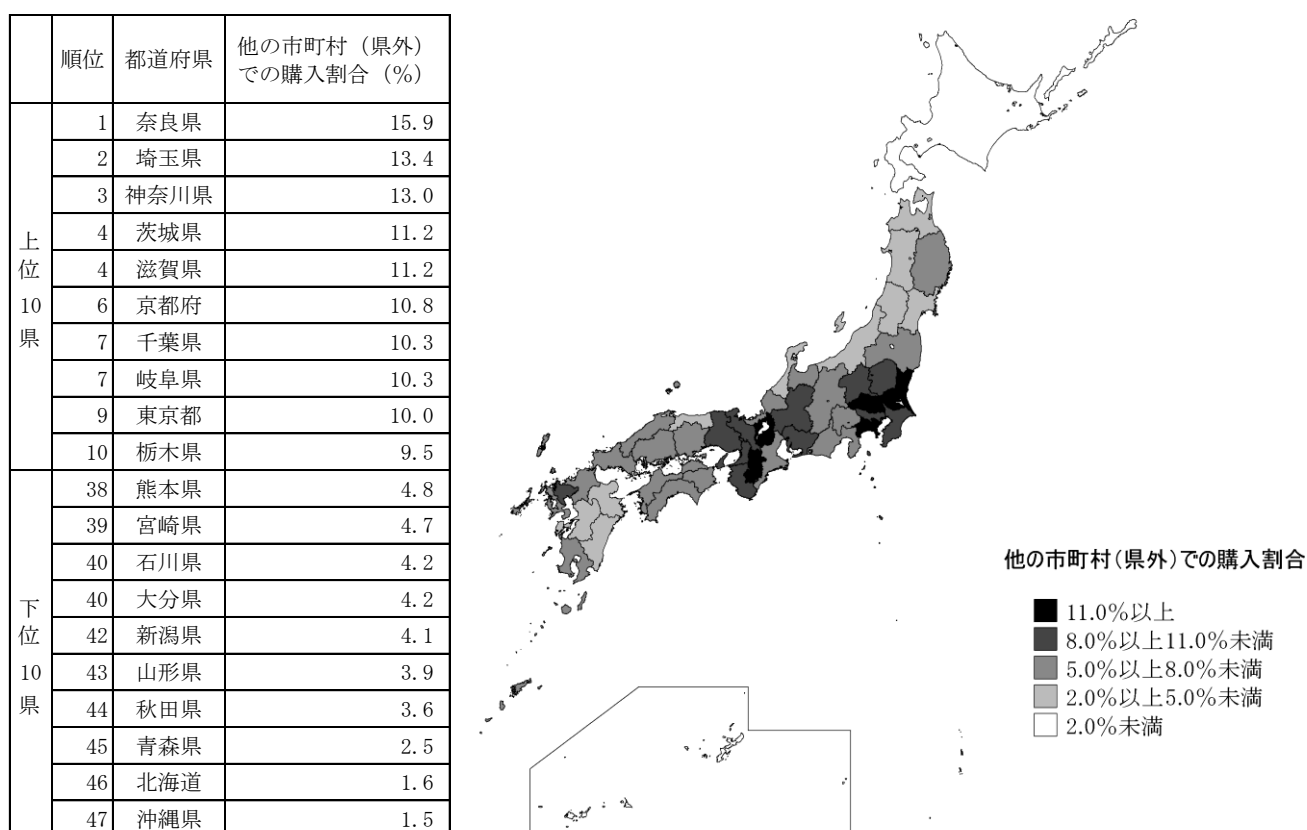 順位 都道府県 他の市町村（県外）
での購入割合（%）
上位10県
1 奈良県 15.9
2 埼玉県 13.4
3 神奈川県 13.0
4 茨城県 11.2
4 滋賀県 11.2
6 京都府 10.8
7 千葉県 10.3
7 岐阜県 10.3
9 東京都 10.0
10 栃木県 9.5
下位10県
38 熊本県 4.8
39 宮崎県 4.7
40 石川県 4.2
40 大分県 4.2
42 新潟県 4.1
43 山形県 3.9
44 秋田県 3.6
45 青森県 2.5
46 北海道 1.6
47 沖縄県 1.5
他の市町村(県外)での購入割合
11.0%以上
8.0%以上11.0%未満
5.0%以上8.0%未満
2.0%以上5.0%未満
2.0%未満